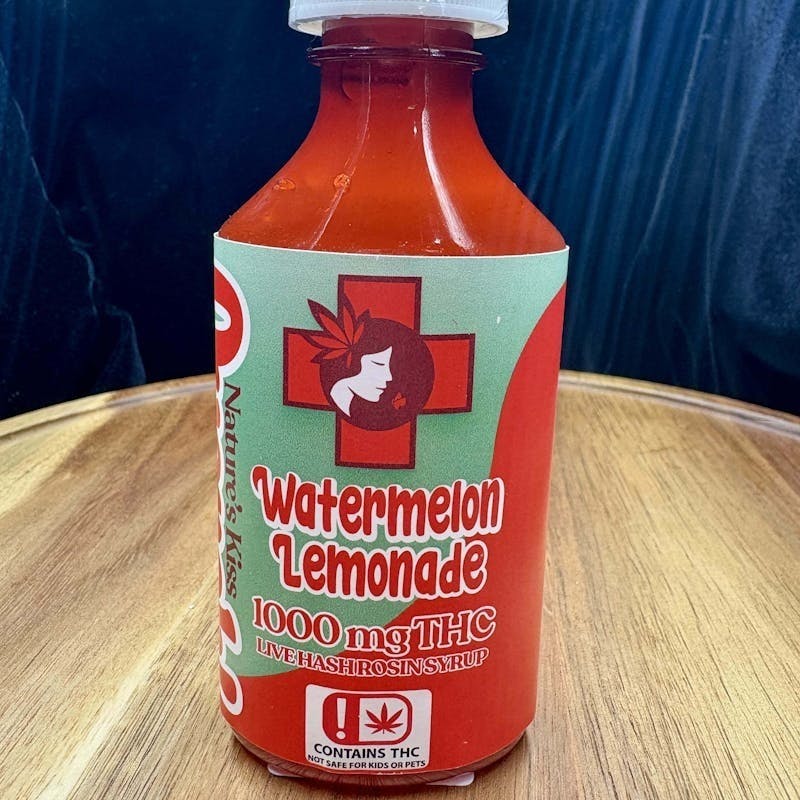 Nature's Kiss
Watermelon
Lemonade
1000 mg THC
LIVE HASH ROSIN SYRUP
!
CONTAINS THC
NOT SAFE FOR KIDS OR PETS